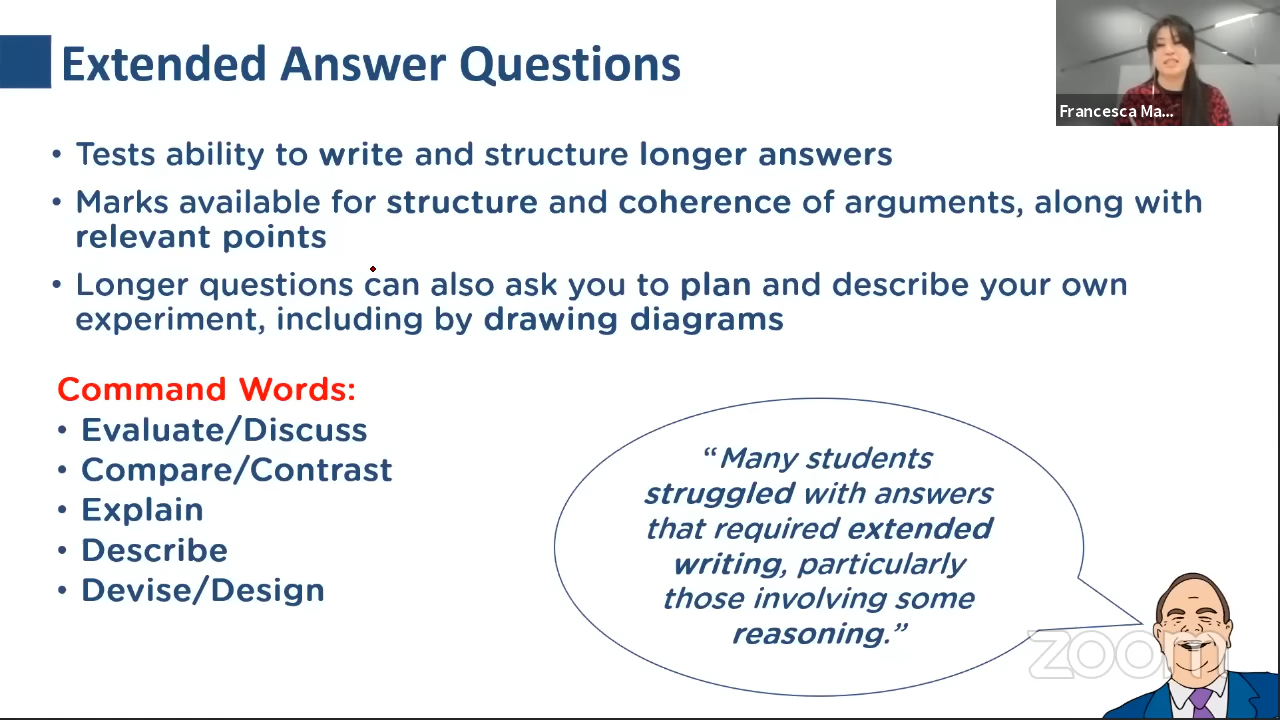 Extended Answer Questions
Francesca Ma...
• Tests ability to write and structure longer answers
• Marks available for structure and coherence of arguments, along with
relevant points
• Longer questions can also ask you to plan and describe your own
experiment, including by drawing diagrams
Command Words:
• Evaluate/Discuss
• Compare/Contrast
• Explain
• Describe
• Devise/Design
“Many students
struggled with answers
that required extended
writing, particularly
those involving some
reasoning.”
zoom